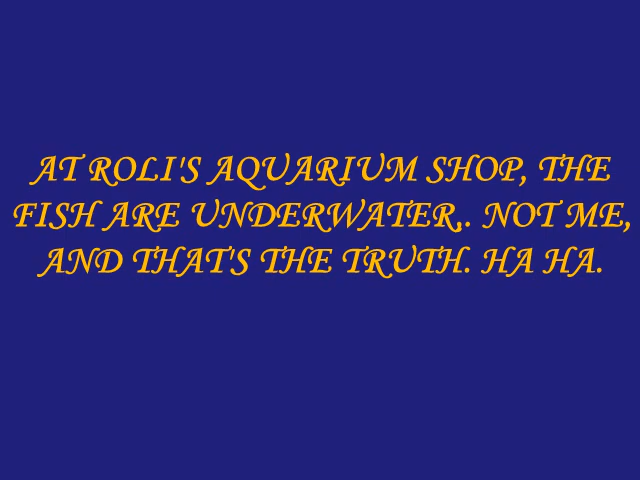 AT ROLI'S AQUARIUM SHOP, THE
FISH ARE UNDERWATER,. NOT ME,
AND THAT'S THE TRUTH. HA HA.